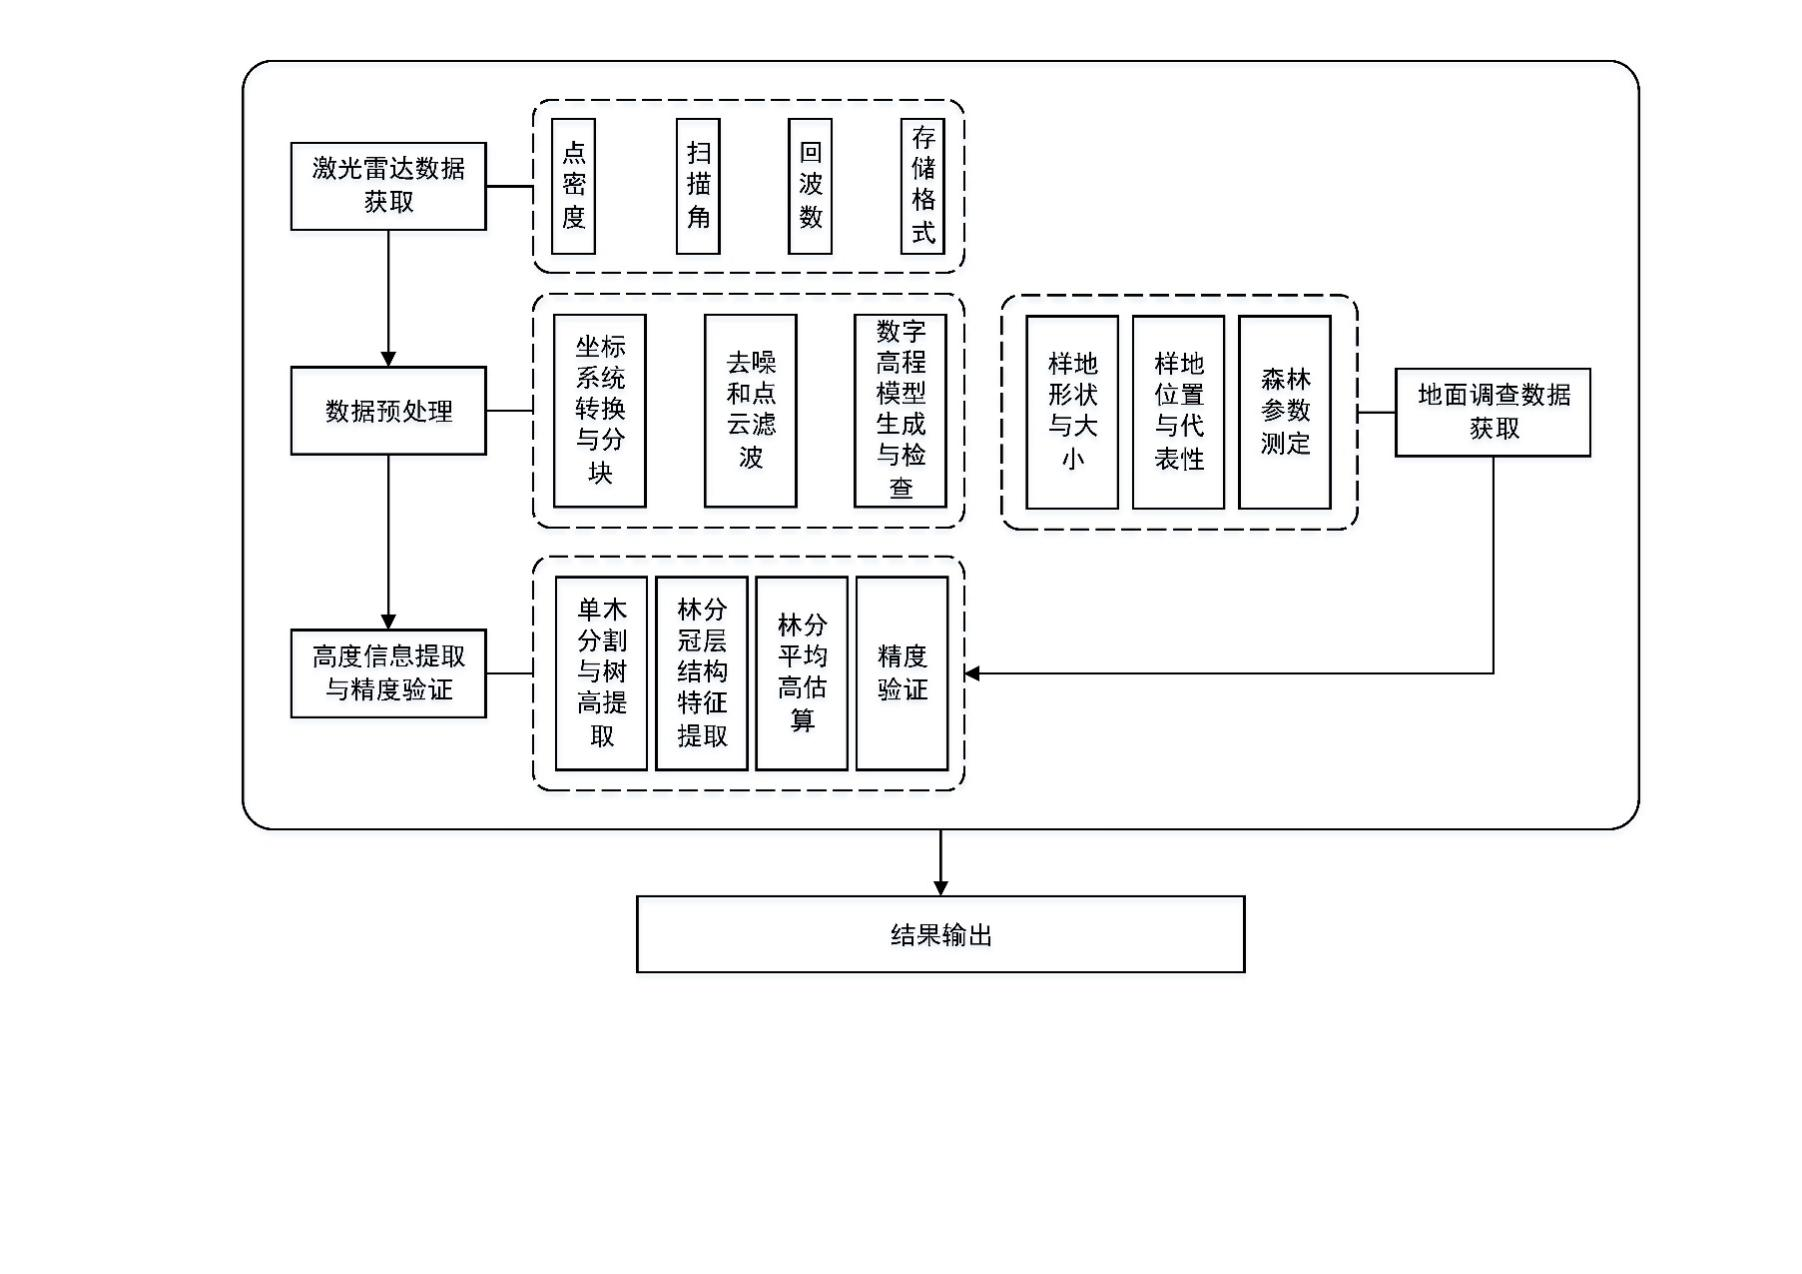 激光雷达数据
获取
点
密
度
扫
描
角
回
波
数
存
储
格
式
数据预处理
坐标
系统
转换
与分
块
去噪
和点
云滤
波
数字
高程
模型
生成
与检
查
样地
形状
与大
小
样地
位置
与代
表性
森林
参数
测定
地面调查数据
获取
高度信息提取
与精度验证
单木
分割
与树
高提
取
林分
冠层
结构
特征
提取
林分
平均
高估
算
精度
验证
结果输出